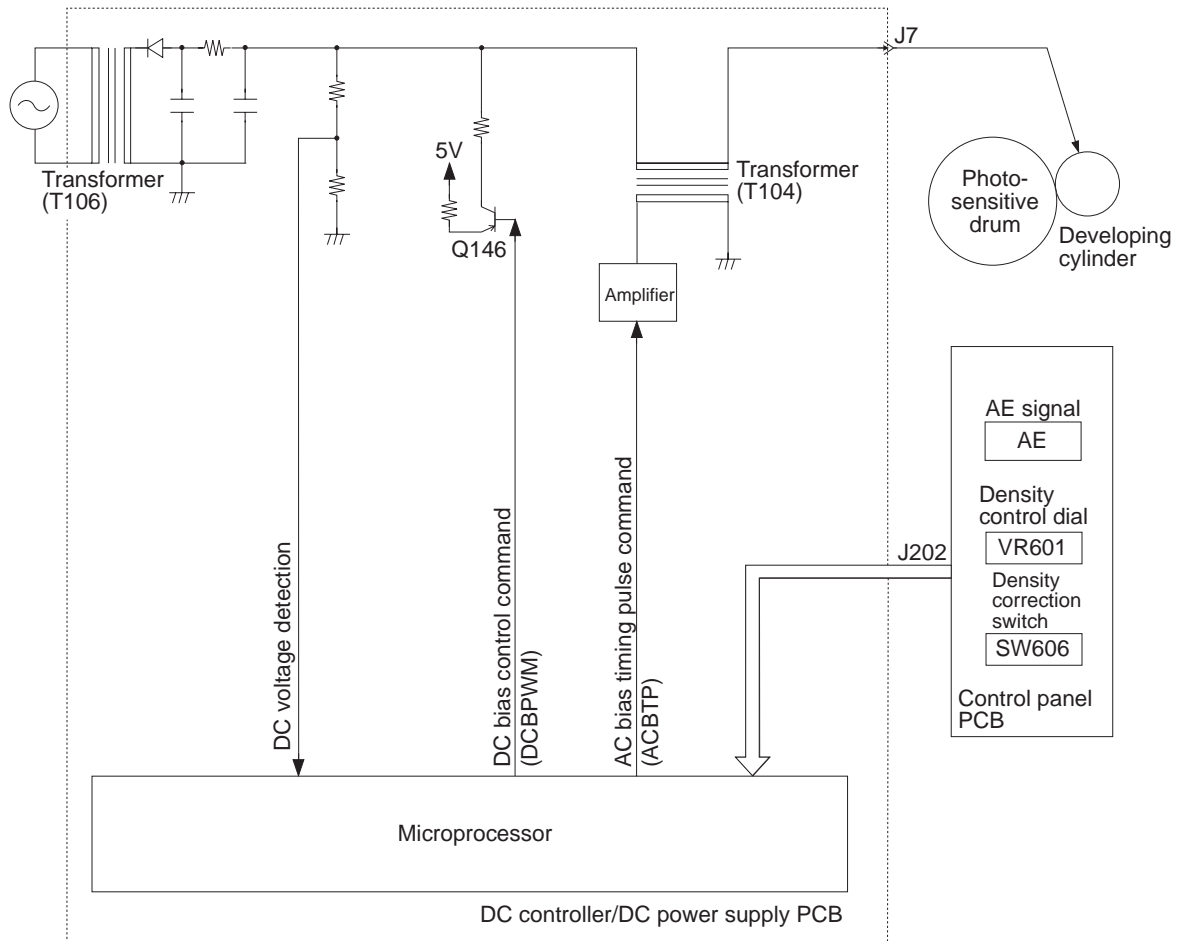 J7
Transformer
(T106)
5V
Q146
Transformer
(T104)
Photo-
sensitive
drum
Developing
cylinder
Amplifier
AE signal
AE
Density
control dial
VR601
Density
correction
switch
SW606
Control panel
PCB
J202
DC voltage detection
DC bias control command
(DCBPWM)
AC bias timing pulse command
(ACBTP)
Microprocessor
DC controller/DC power supply PCB